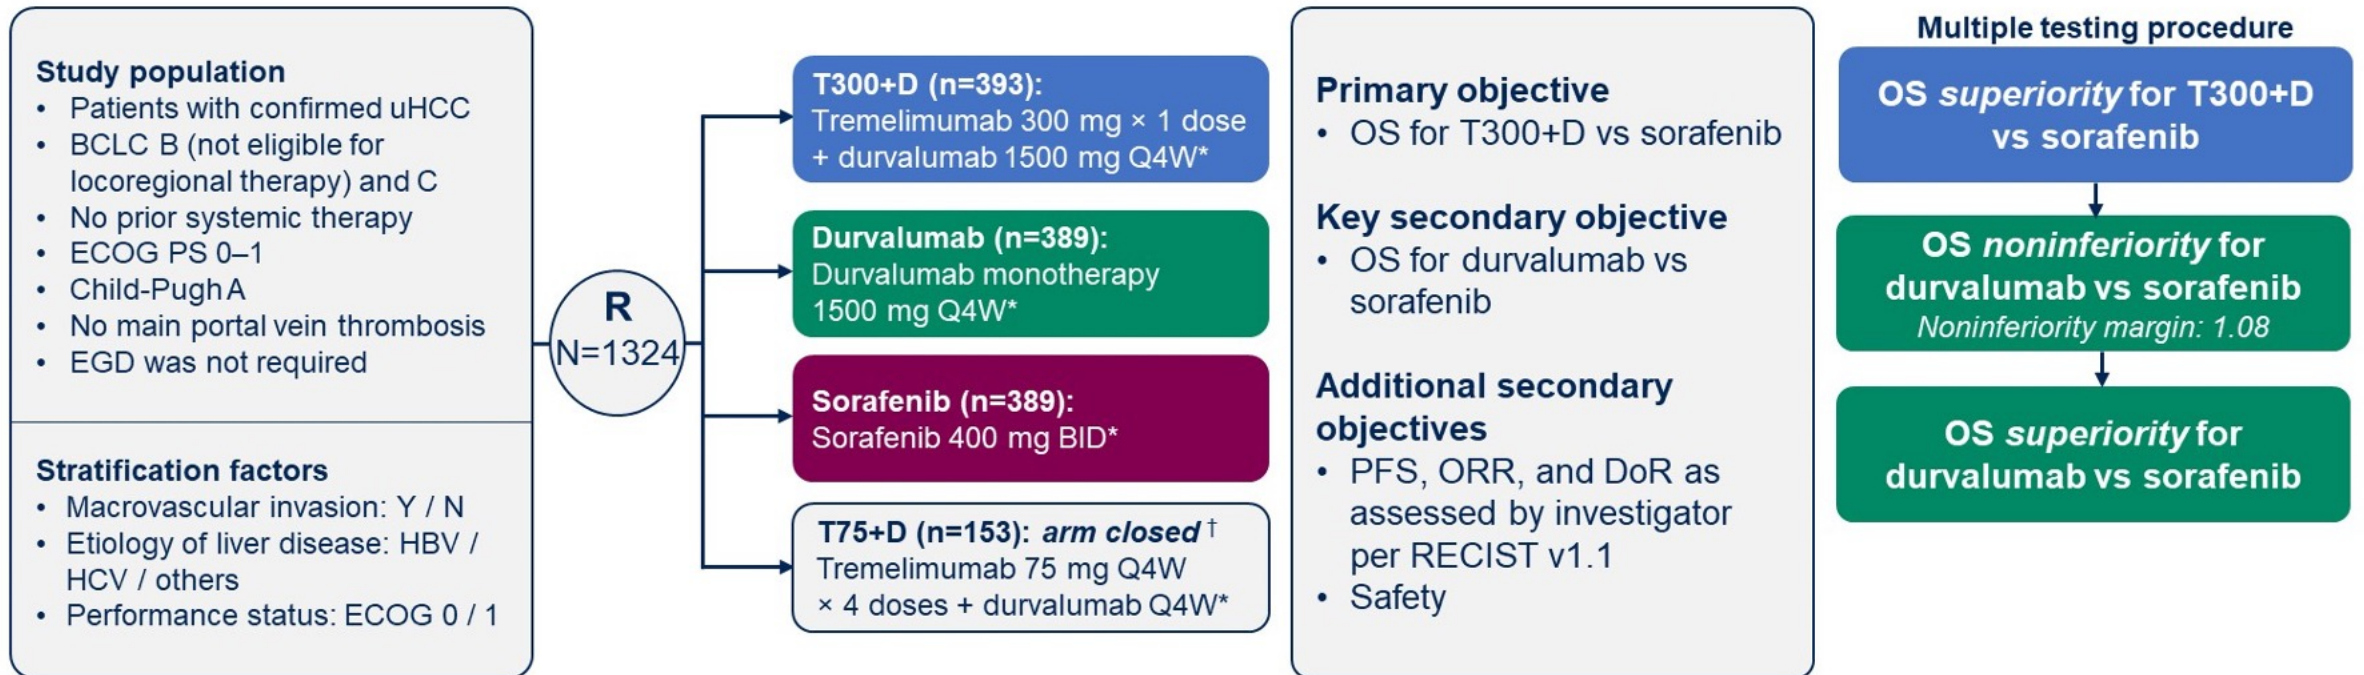 Study population
• Patients with confirmed uHCC
• BCLC B (not eligible for
locoregional therapy) and C
• No prior systemic therapy
• ECOG PS 0–1
• Child-Pugh A
• No main portal vein thrombosis
• EGD was not required
Stratification factors
• Macrovascular invasion: Y / N
• Etiology of liver disease: HBV /
HCV / others
• Performance status: ECOG 0 / 1
R
N=1324
T300+D (n=393):
Tremelimumab 300 mg × 1 dose
+ durvalumab 1500 mg Q4W*
Durvalumab (n=389):
Durvalumab monotherapy
1500 mg Q4W*
Sorafenib (n=389):
Sorafenib 400 mg BID*
T75+D (n=153): arm closed †
Tremelimumab 75 mg Q4W
× 4 doses + durvalumab Q4W*
Primary objective
• OS for T300+D vs sorafenib
Key secondary objective
• OS for durvalumab vs
sorafenib
Additional secondary
objectives
• PFS, ORR, and DoR as
assessed by investigator
per RECIST v1.1
• Safety
Multiple testing procedure
OS superiority for T300+D
vs sorafenib
OS noninferiority for
durvalumab vs sorafenib
Noninferiority margin: 1.08
OS superiority for
durvalumab vs sorafenib